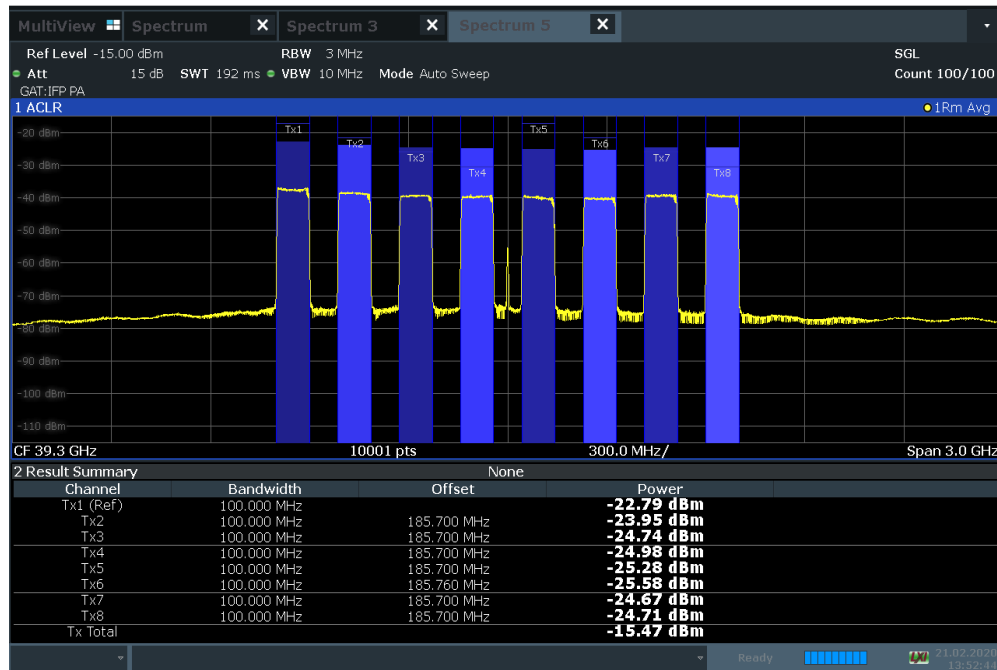 MultiView Spectrum X Spectrum 3 X Spectrum 5 X
Ref Level -15.00 dBm RBW 3 MHz SGL
Att 15 dB SWT 192 ms VBW 10 MHz Mode Auto Sweep Count 100/100
GAT:IFP PA
1 ACLR 1Rm Avg
-20 dBm
Tx1 Tx5
Tx2 Tx6
Tx3 Tx7
-30 dBm
Tx4 Tx8
-40 dBm
-50 dBm
-60 dBm
-70 dBm
-80 dBm
-90 dBm
-100 dBm
-110 dBm
CF 39.3 GHz 10001 pts 300.0 MHz/ Span 3.0 GHz
2 Result Summary None
Channel Bandwidth Offset Power
Tx1 (Ref) 100.000 MHz -22.79 dBm
Tx2 100.000 MHz 185.700 MHz -23.95 dBm
Tx3 100.000 MHz 185.700 MHz -24.74 dBm
Tx4 100.000 MHz 185.700 MHz -24.98 dBm
Tx5 100.000 MHz 185.700 MHz -25.28 dBm
Tx6 100.000 MHz 185.760 MHz -25.58 dBm
Tx7 100.000 MHz 185.700 MHz -24.67 dBm
Tx8 100.000 MHz 185.700 MHz -24.71 dBm
Tx Total -15.47 dBm
Ready LXI 21.02.2020
13:52:44